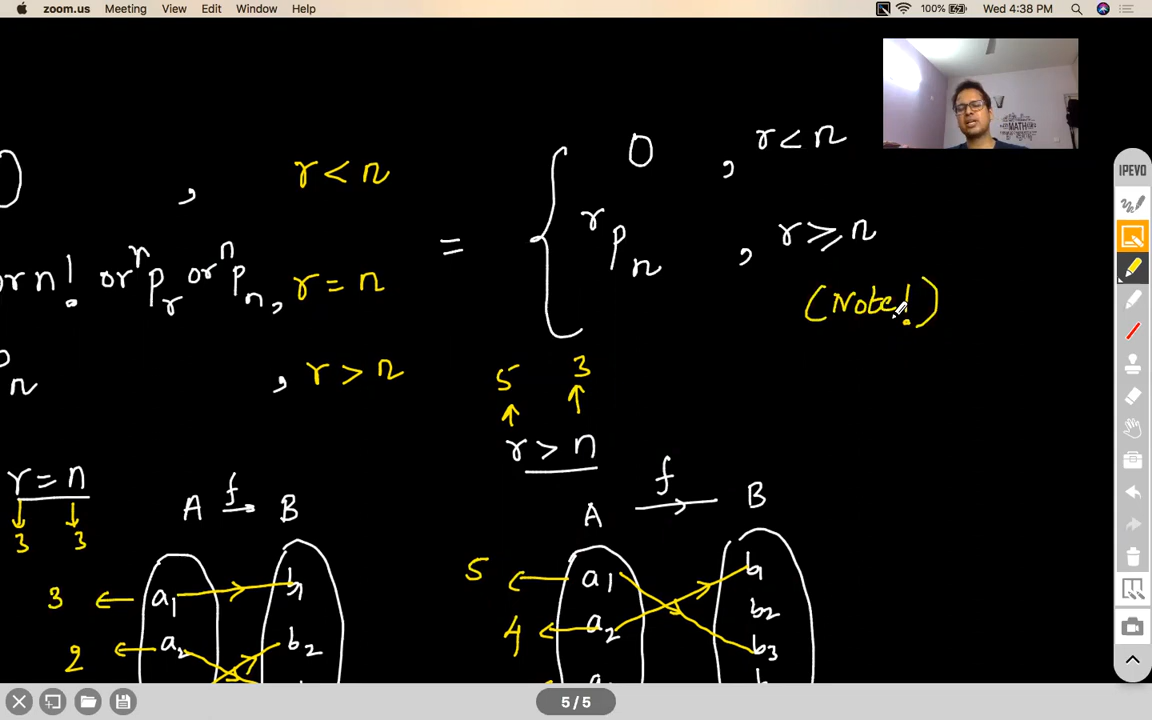 zoom.us Meeting View Edit Window Help 100% Wed 4:38 PM
MATH
IPEVO
0 , r < n = { 0 , r < n
or n! or ⁿPᵣ or ⁿPₙ, r = n ʳPₙ , r ⩾ n
(Note!)
Pₙ , r > n
5 3
↑ ↑
r > n
r = n
↓ ↓
3 3
A f→ B
A f→ B
3 ← a₁ b₁
2 ← a₂ b₂
5 ← a₁ b₁
4 ← a₂ b₂
b₃
5 / 5